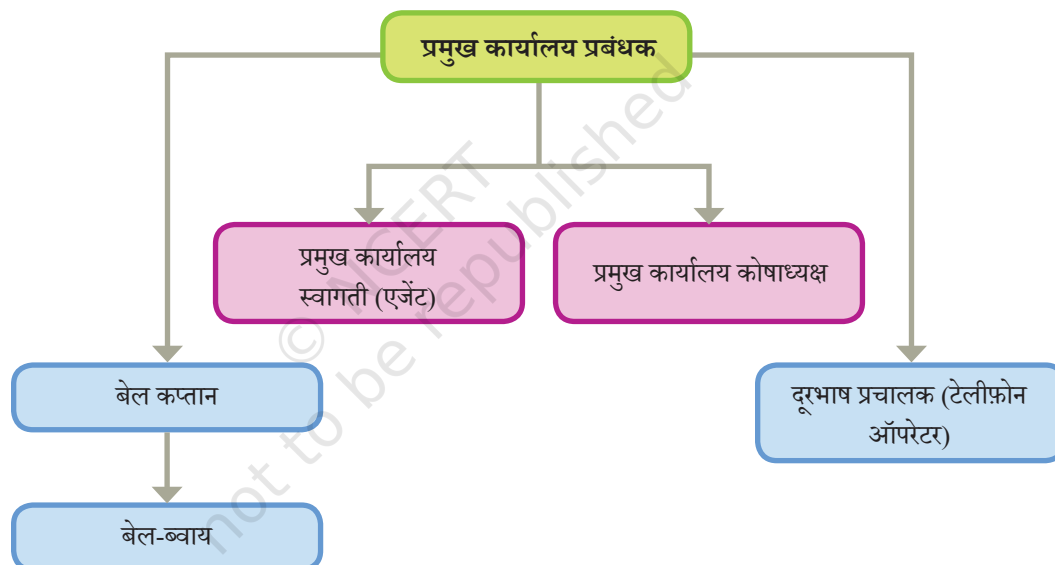 प्रमुख कार्यालय प्रबंधक
प्रमुख कार्यालय
स्वागती (एजेंट)
प्रमुख कार्यालय कोषाध्यक्ष
बेल कप्तान
दूरभाष प्रचालक (टेलीफ़ोन
ऑपरेटर)
बेल-ब्वाय
© NCERT
not to be republished